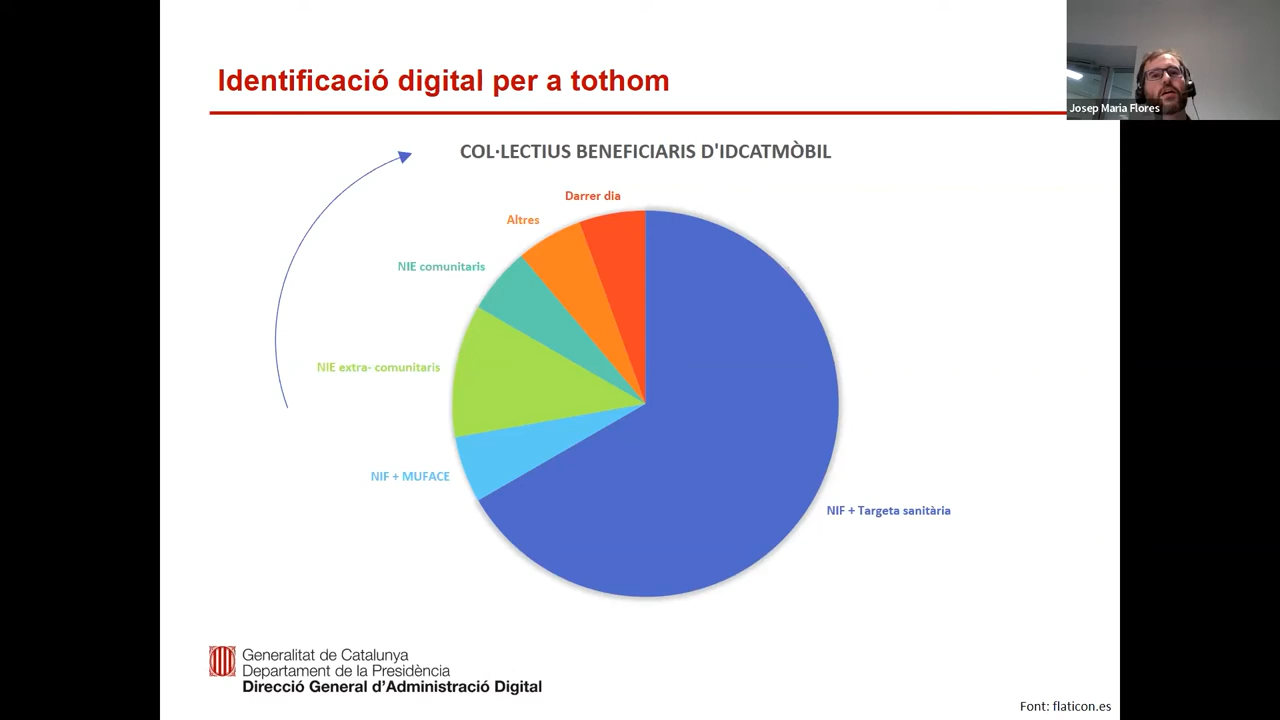 Identificació digital per a tothom
Josep Maria Flores
COL·LECTIUS BENEFICIARIS D'IDCATMÒBIL
Darrer dia
Altres
NIE comunitaris
NIE extra- comunitaris
NIF + MUFACE
NIF + Targeta sanitària
Generalitat de Catalunya
Departament de la Presidència
Direcció General d'Administració Digital
Font: flaticon.es